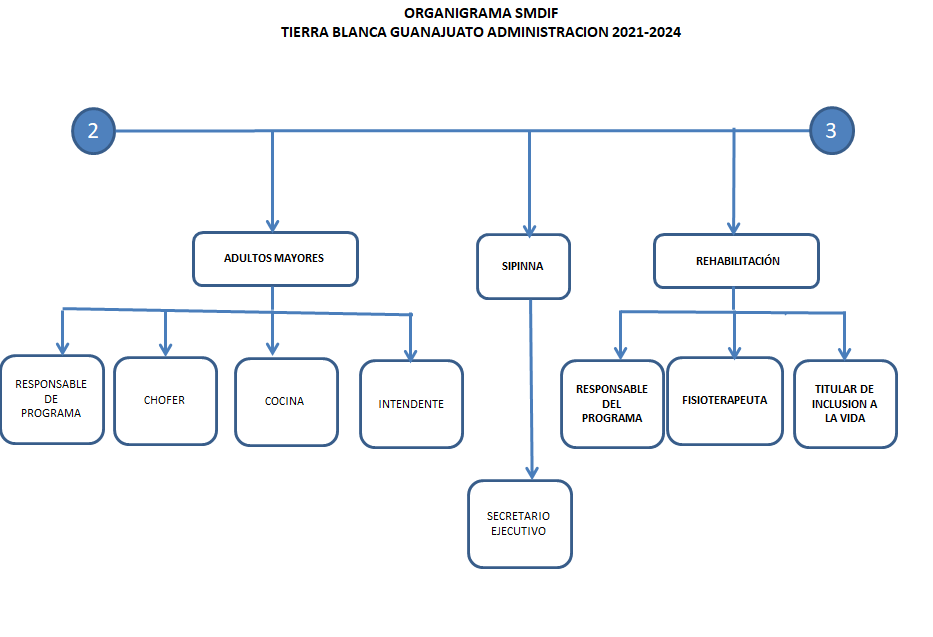 ORGANIGRAMA SMDIF
TIERRA BLANCA GUANAJUATO ADMINISTRACION 2021-2024
2
3
ADULTOS MAYORES
SIPINNA
REHABILITACIÓN
RESPONSABLE
DE
PROGRAMA
CHOFER
COCINA
INTENDENTE
RESPONSABLE
DEL
PROGRAMA
FISIOTERAPEUTA
TITULAR DE
INCLUSION A
LA VIDA
SECRETARIO
EJECUTIVO